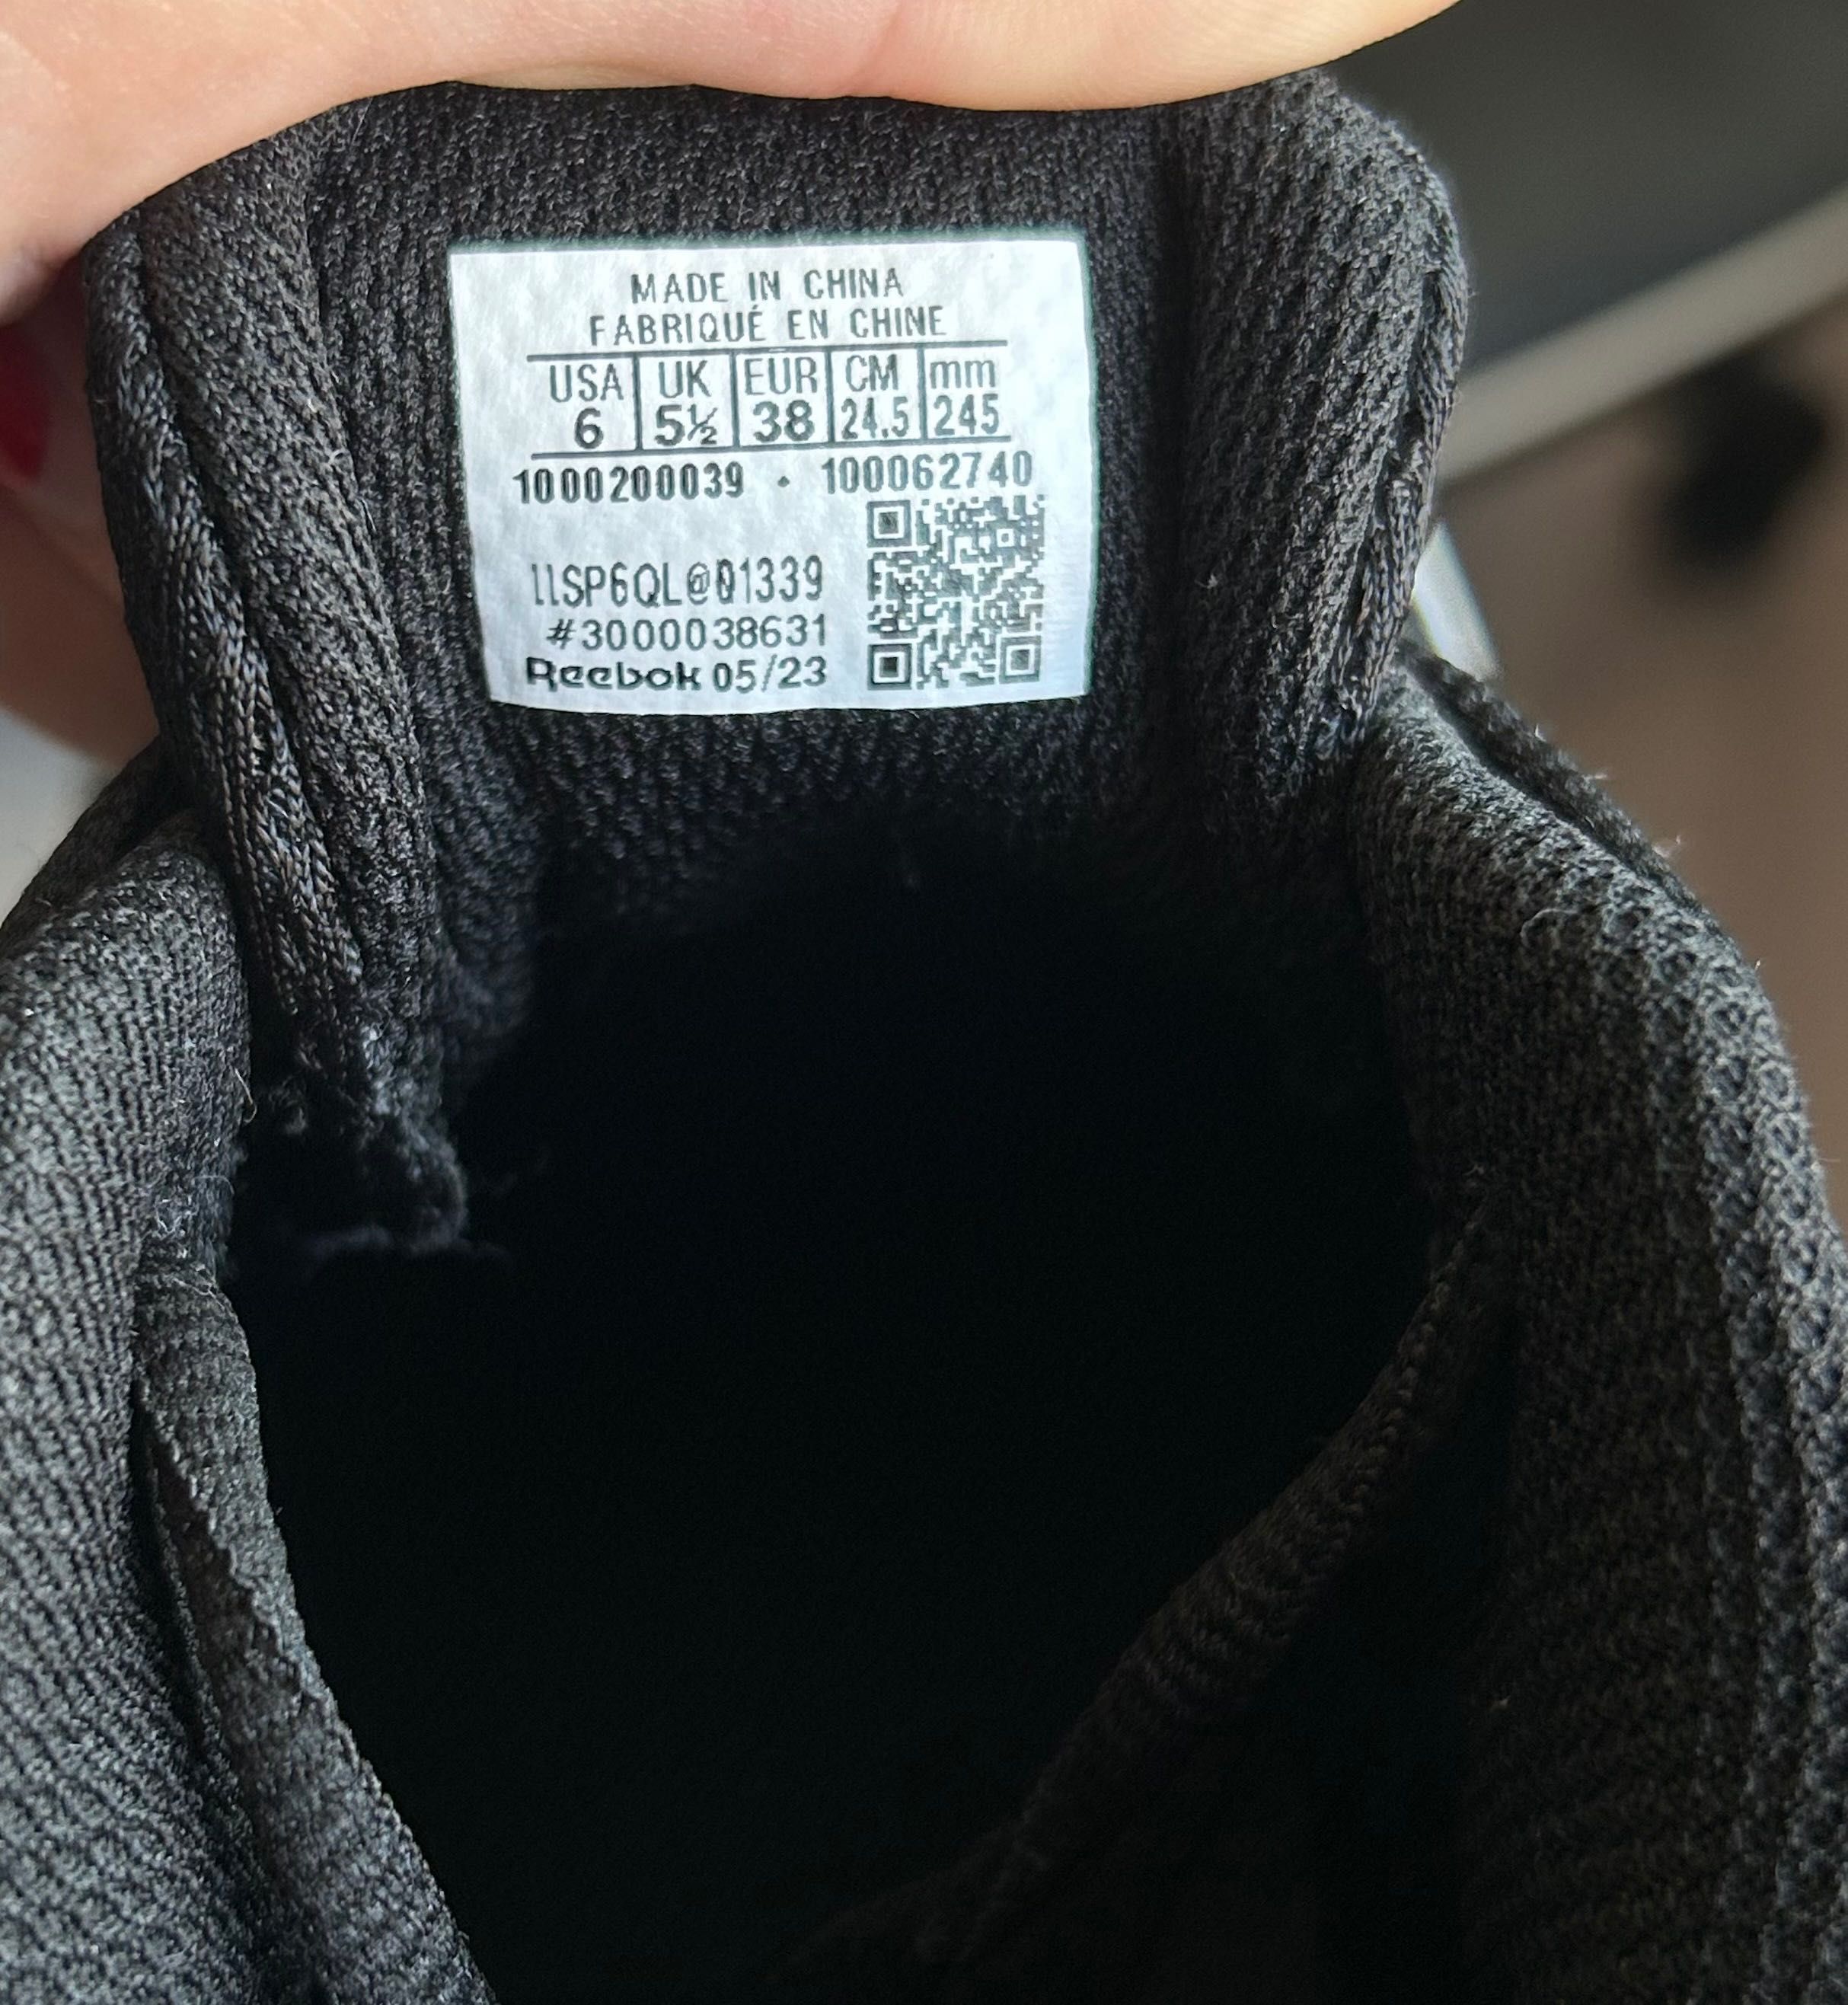 MADE IN CHINA
FABRIQUÉ EN CHINE
USA UK EUR CM mm
6 5½ 38 24.5 245
1000200039 • 100062740
11SP6QL@01339
#3000038631
Reebok 05/23